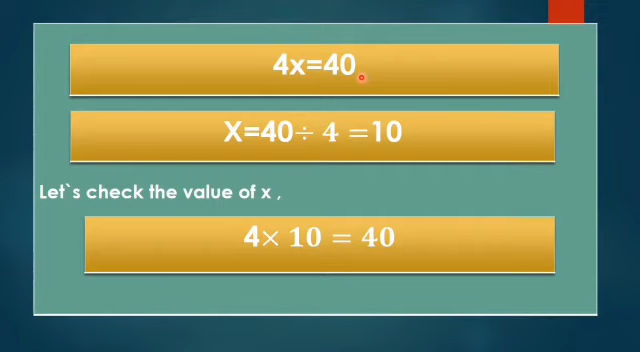 4x=40
X=40÷ 4 =10
Let`s check the value of x ,
4× 10 = 40